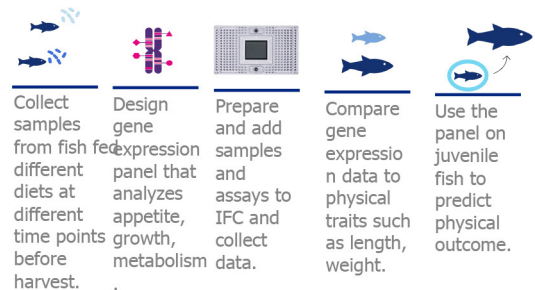 Collect
samples
from fish fed
different
diets at
different
time points
before
harvest.
Design
gene
expression
panel that
analyzes
appetite,
growth,
metabolism
.
Prepare
and add
samples
and
assays to
IFC and
collect
data.
Compare
gene
expressio
n data to
physical
traits such
as length,
weight.
Use the
panel on
juvenile
fish to
predict
physical
outcome.